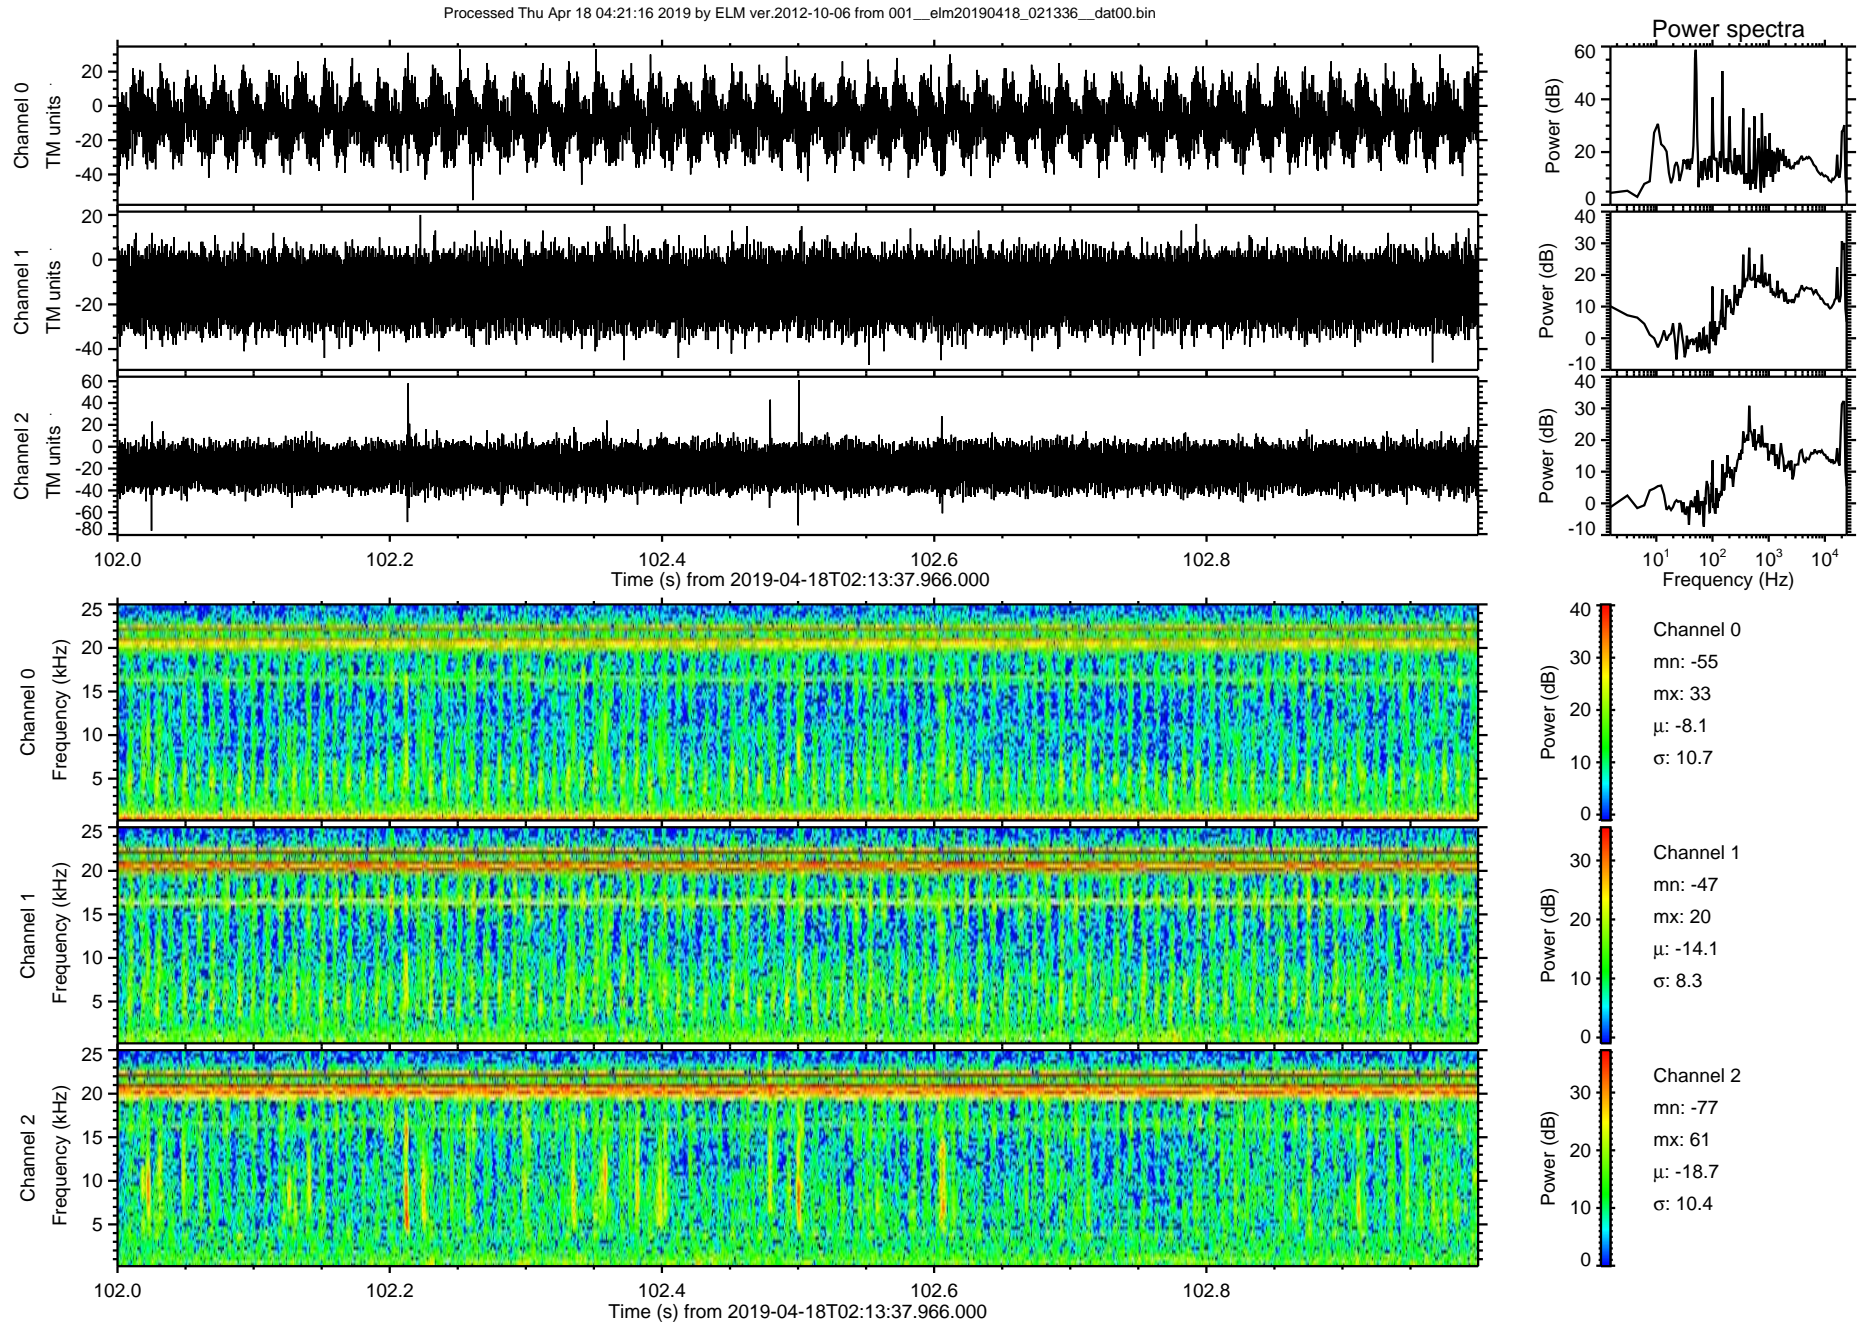 Processed Thu Apr 18 04:21:16 2019 by ELM ver.2012-10-06 from 001__elm20190418_021336__dat00.bin
Power spectra
Channel 0
TM units
20
0
-20
-40
Power (dB)
60
40
20
0
Channel 1
TM units
20
0
-20
-40
Power (dB)
40
30
20
10
0
-10
Channel 2
TM units
60
40
20
0
-20
-40
-60
-80
Power (dB)
40
30
20
10
0
-10
102.0 102.2 102.4 102.6 102.8
Time (s) from 2019-04-18T02:13:37.966.000
10^1 10^2 10^3 10^4
Frequency (Hz)
Channel 0
Frequency (kHz)
25
20
15
10
5
Power (dB)
40
30
20
10
0
Channel 0
mn: -55
mx: 33
μ: -8.1
σ: 10.7
Channel 1
Frequency (kHz)
25
20
15
10
5
Power (dB)
30
20
10
0
Channel 1
mn: -47
mx: 20
μ: -14.1
σ: 8.3
Channel 2
Frequency (kHz)
25
20
15
10
5
Power (dB)
30
20
10
0
Channel 2
mn: -77
mx: 61
μ: -18.7
σ: 10.4
102.0 102.2 102.4 102.6 102.8
Time (s) from 2019-04-18T02:13:37.966.000